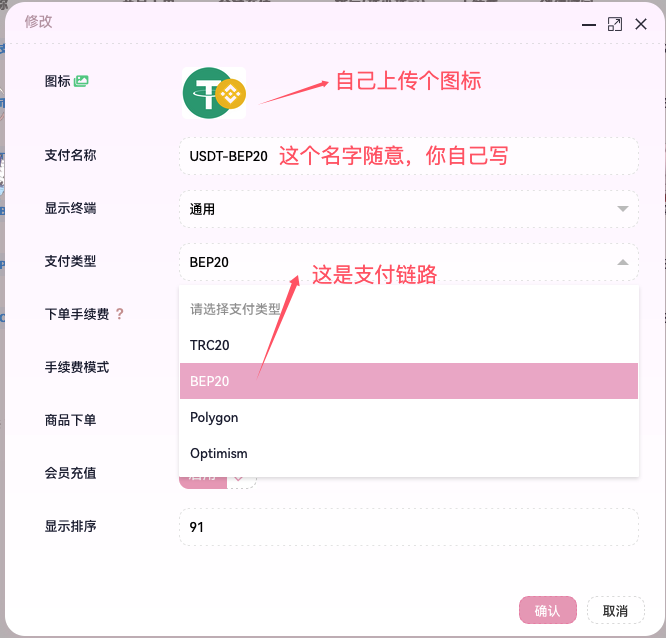 修改
图标
自己上传个图标
支付名称
USDT-BEP20 这个名字随意，你自己写
显示终端
通用
支付类型
BEP20
这是支付链路
下单手续费 ?
请选择支付类型
TRC20
手续费模式
BEP20
商品下单
Polygon
Optimism
会员充值
显示排序
91
确认
取消